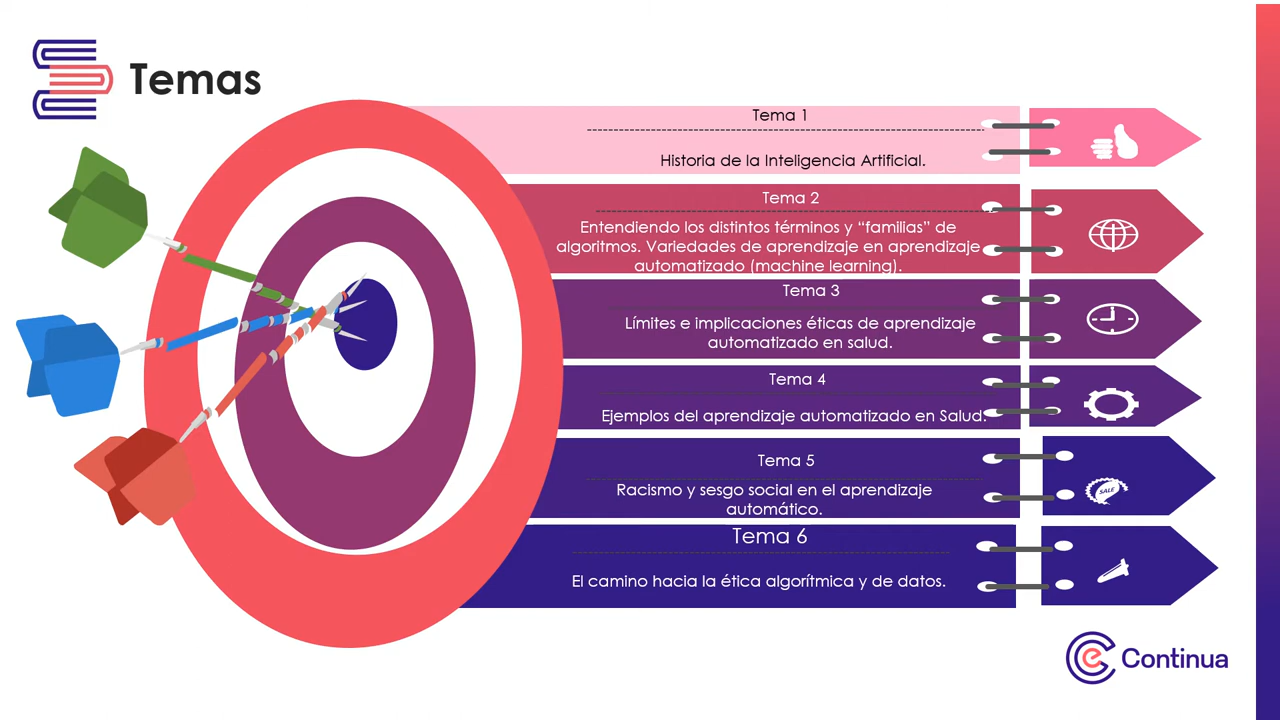 Temas
Tema 1
Historia de la Inteligencia Artificial.
Tema 2
Entendiendo los distintos términos y “familias” de
algoritmos. Variedades de aprendizaje en aprendizaje
automatizado (machine learning).
Tema 3
Límites e implicaciones éticas de aprendizaje
automatizado en salud.
Tema 4
Ejemplos del aprendizaje automatizado en Salud.
Tema 5
Racismo y sesgo social en el aprendizaje
automático.
SALE
Tema 6
El camino hacia la ética algorítmica y de datos.
e Continua